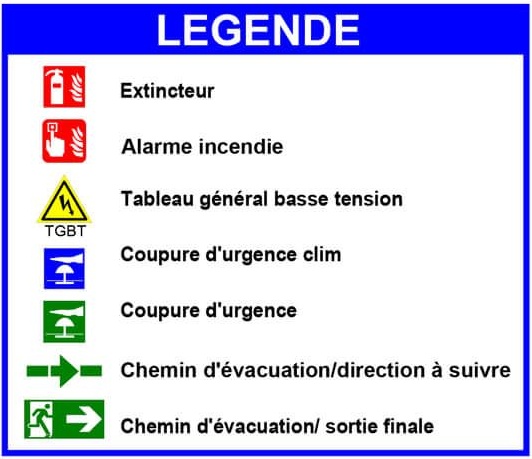 LEGENDE
Extincteur
Alarme incendie
Tableau général basse tension
TGBT
Coupure d'urgence clim
Coupure d'urgence
Chemin d'évacuation/direction à suivre
Chemin d'évacuation/ sortie finale